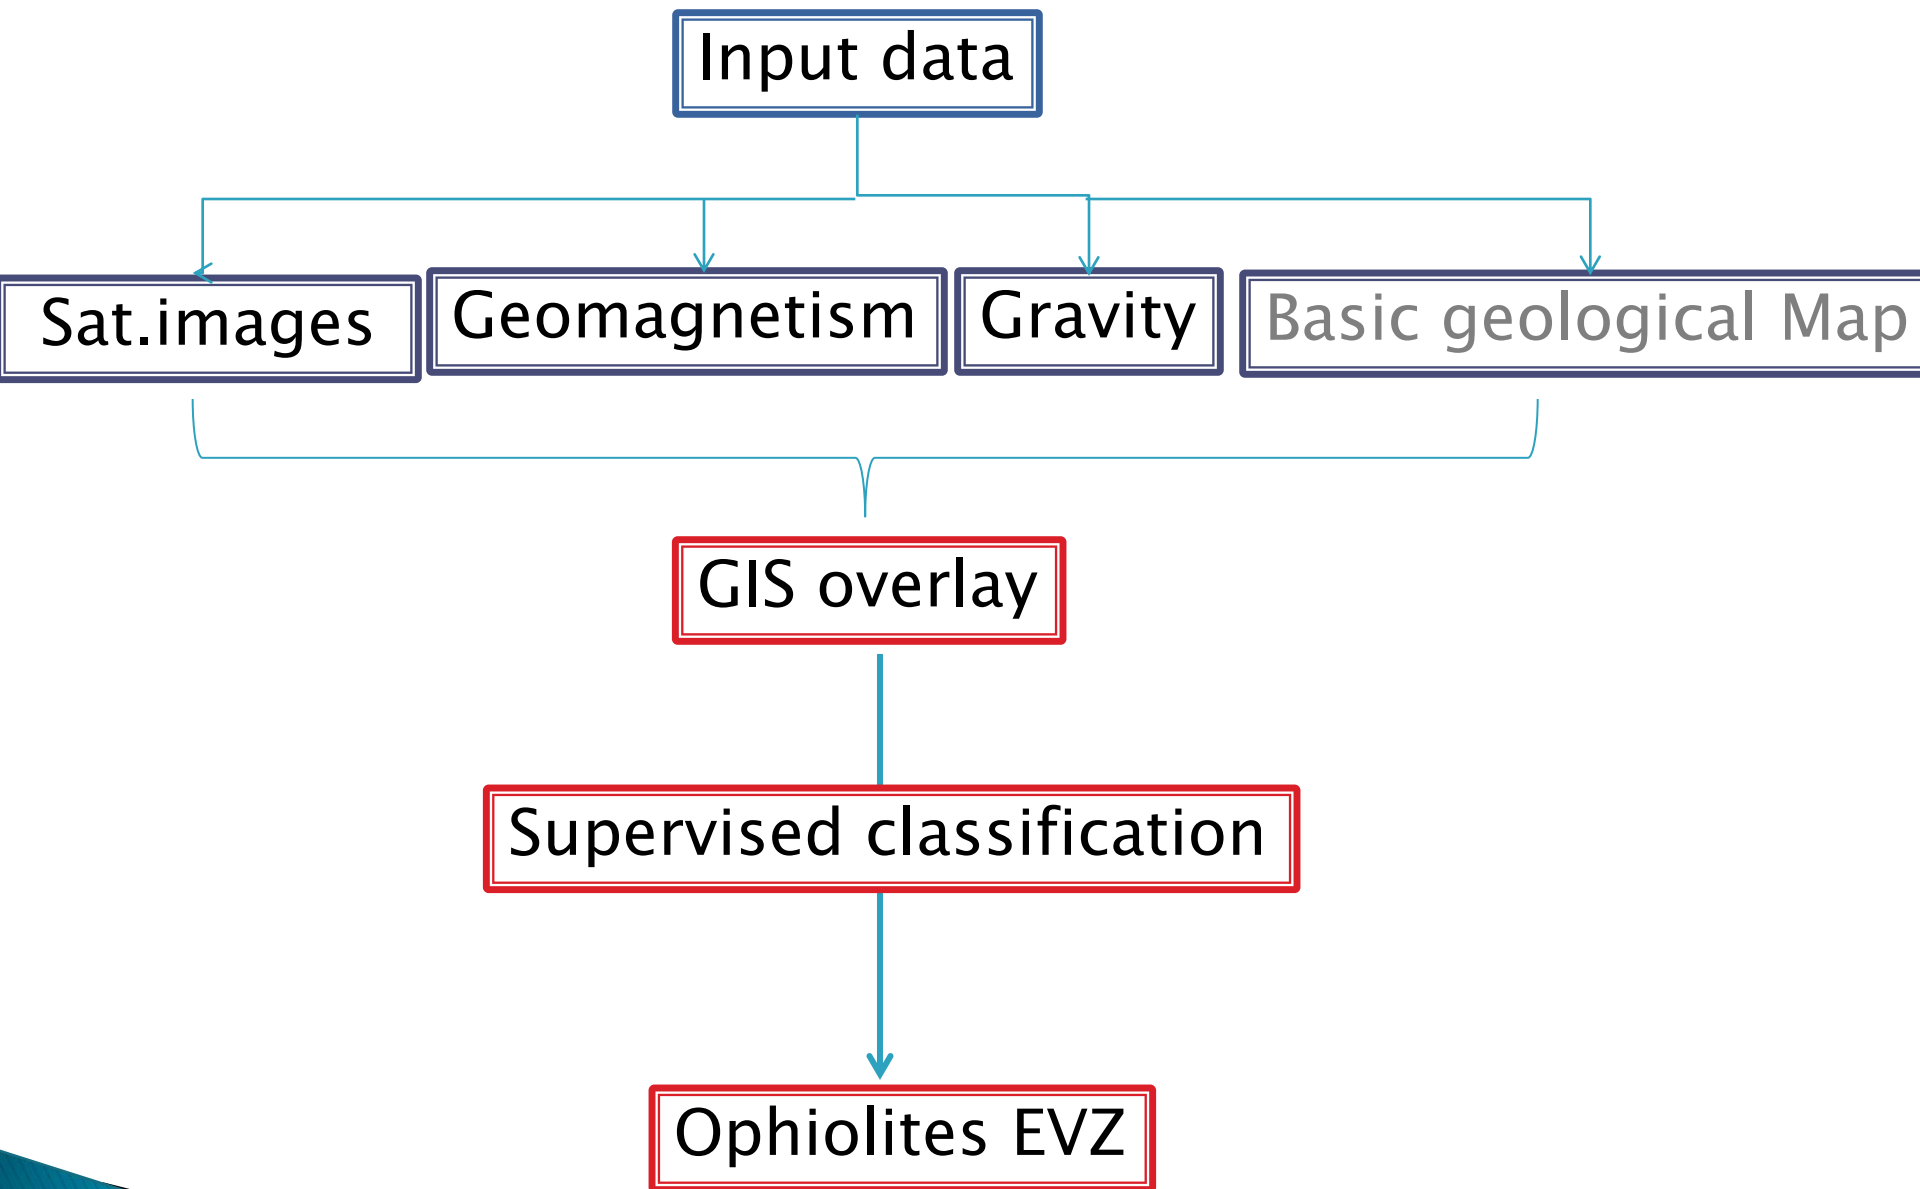 Input data
Sat.images
Geomagnetism
Gravity
Basic geological Map
GIS overlay
Supervised classification
Ophiolites EVZ